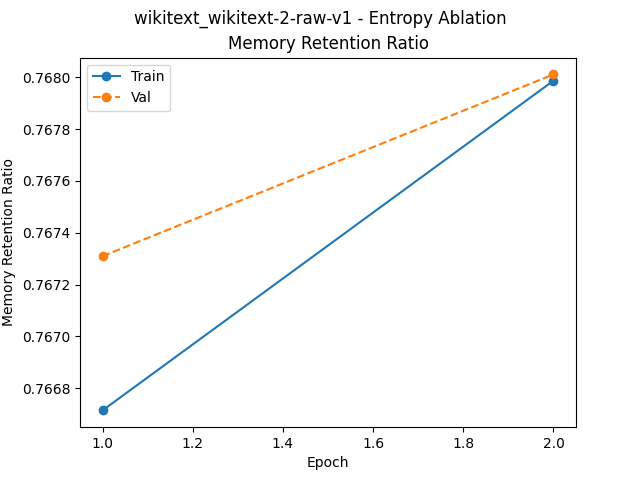 wikitext_wikitext-2-raw-v1 - Entropy Ablation
Memory Retention Ratio
Train
Val
Memory Retention Ratio
0.7680
0.7678
0.7676
0.7674
0.7672
0.7670
0.7668
1.0 1.2 1.4 1.6 1.8 2.0
Epoch